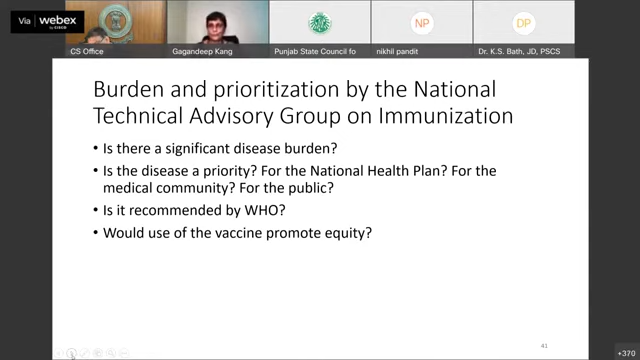 Via webex
by CISCO
CS Office
Gagandeep Kang
Punjab State Council fo
NP
nikhil pandit
DP
Dr. K.S. Bath, JD, PSCS
Burden and prioritization by the National
Technical Advisory Group on Immunization
• Is there a significant disease burden?
• Is the disease a priority? For the National Health Plan? For the
medical community? For the public?
• Is it recommended by WHO?
• Would use of the vaccine promote equity?
41
+370